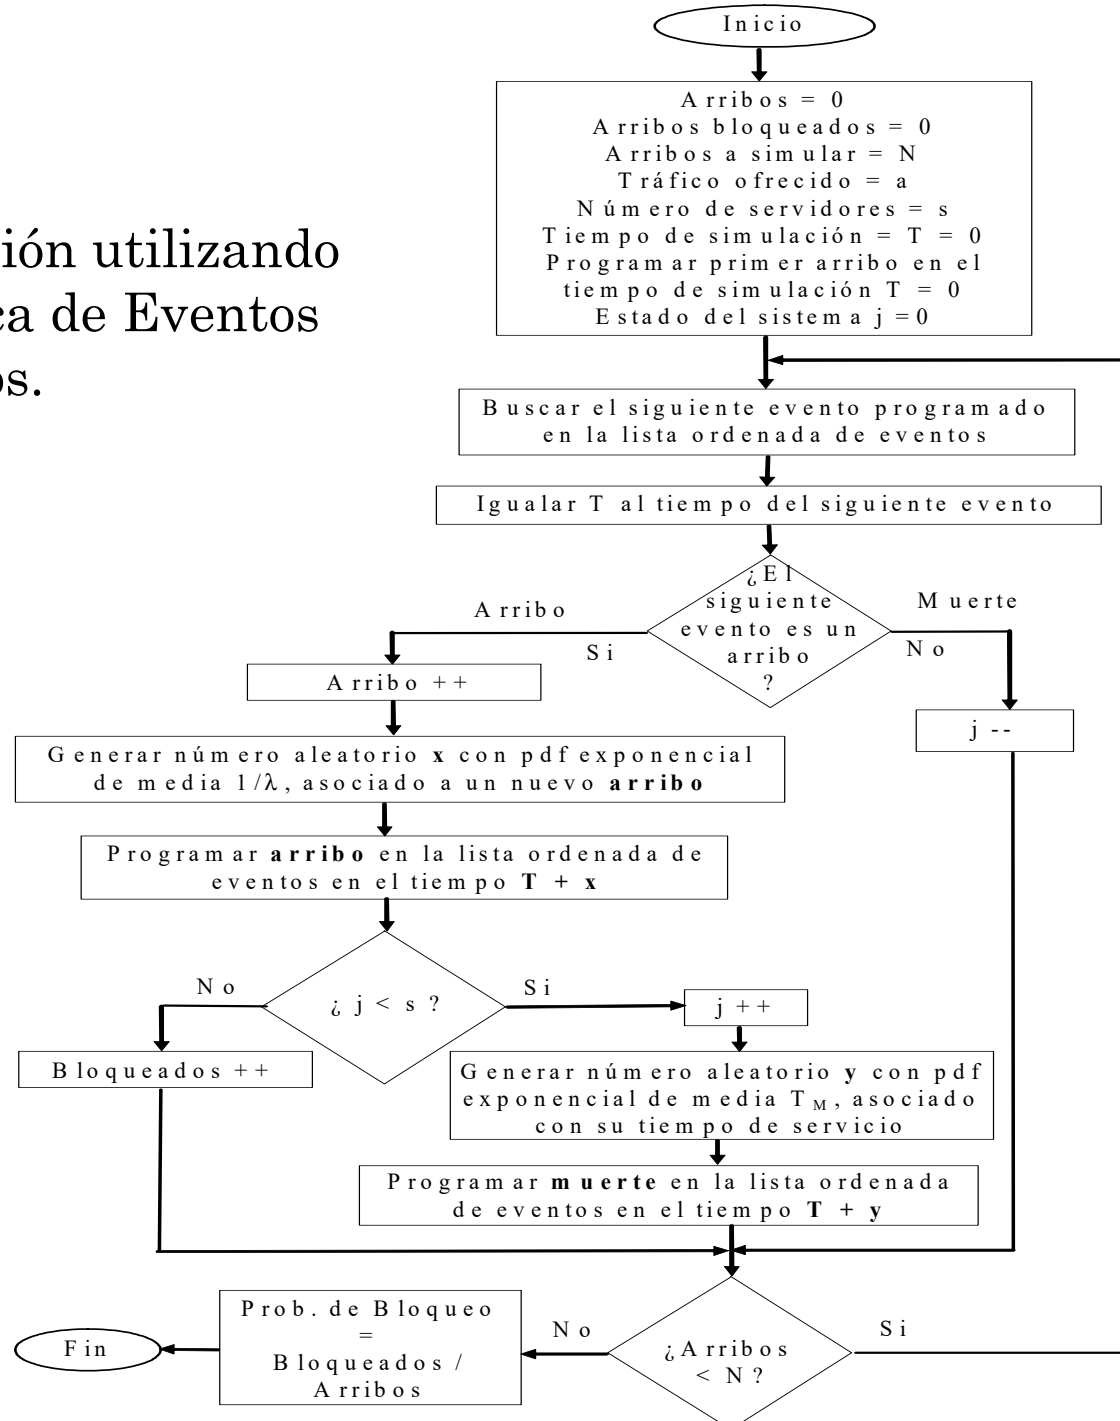 Inicio
Arribos = 0
Arribos bloqueados = 0
Arribos a simular = N
Tráfico ofrecido = a
Número de servidores = s
Tiempo de simulación = T = 0
Programar primer arribo en el
tiempo de simulación T = 0
Estado del sistema j = 0
ión utilizando
ca de Eventos
os.
Buscar el siguiente evento programado
en la lista ordenada de eventos
Igualar T al tiempo del siguiente evento
¿El
siguiente
evento es un
arribo
?
Arribo
Si
Muerte
No
Arribo ++
j --
Generar número aleatorio x con pdf exponencial
de media 1/λ, asociado a un nuevo arribo
Programar arribo en la lista ordenada de
eventos en el tiempo T + x
¿ j < s ?
No
Si
j ++
Bloqueados ++
Generar número aleatorio y con pdf
exponencial de media T_M, asociado
con su tiempo de servicio
Programar muerte en la lista ordenada
de eventos en el tiempo T + y
¿Arribos
< N?
No
Si
Prob. de Bloqueo
=
Bloqueados /
Arribos
Fin